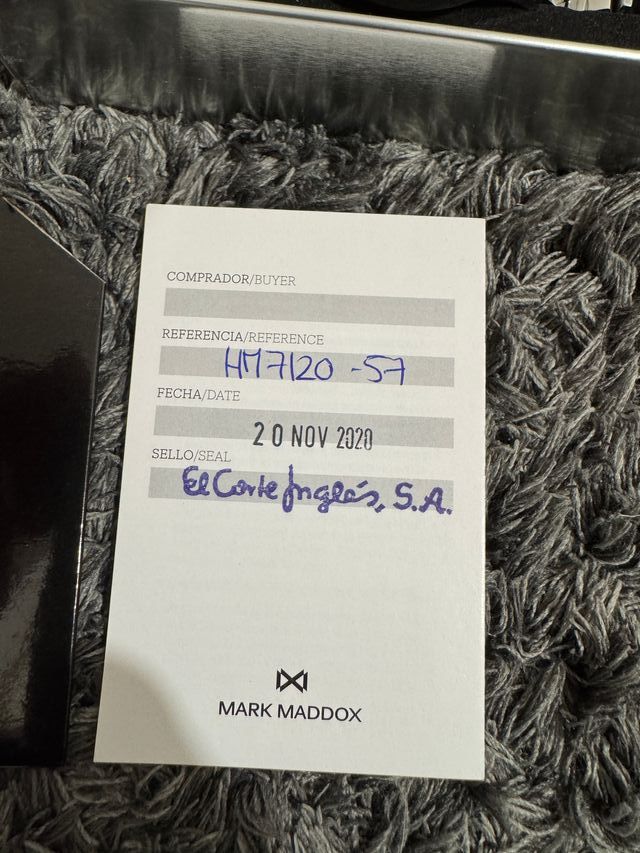 COMPRADOR/BUYER
REFERENCIA/REFERENCE
HM7120-57
FECHA/DATE
20 NOV 2020
SELLO/SEAL
El Corte Inglés, S.A.
MARK MADDOX